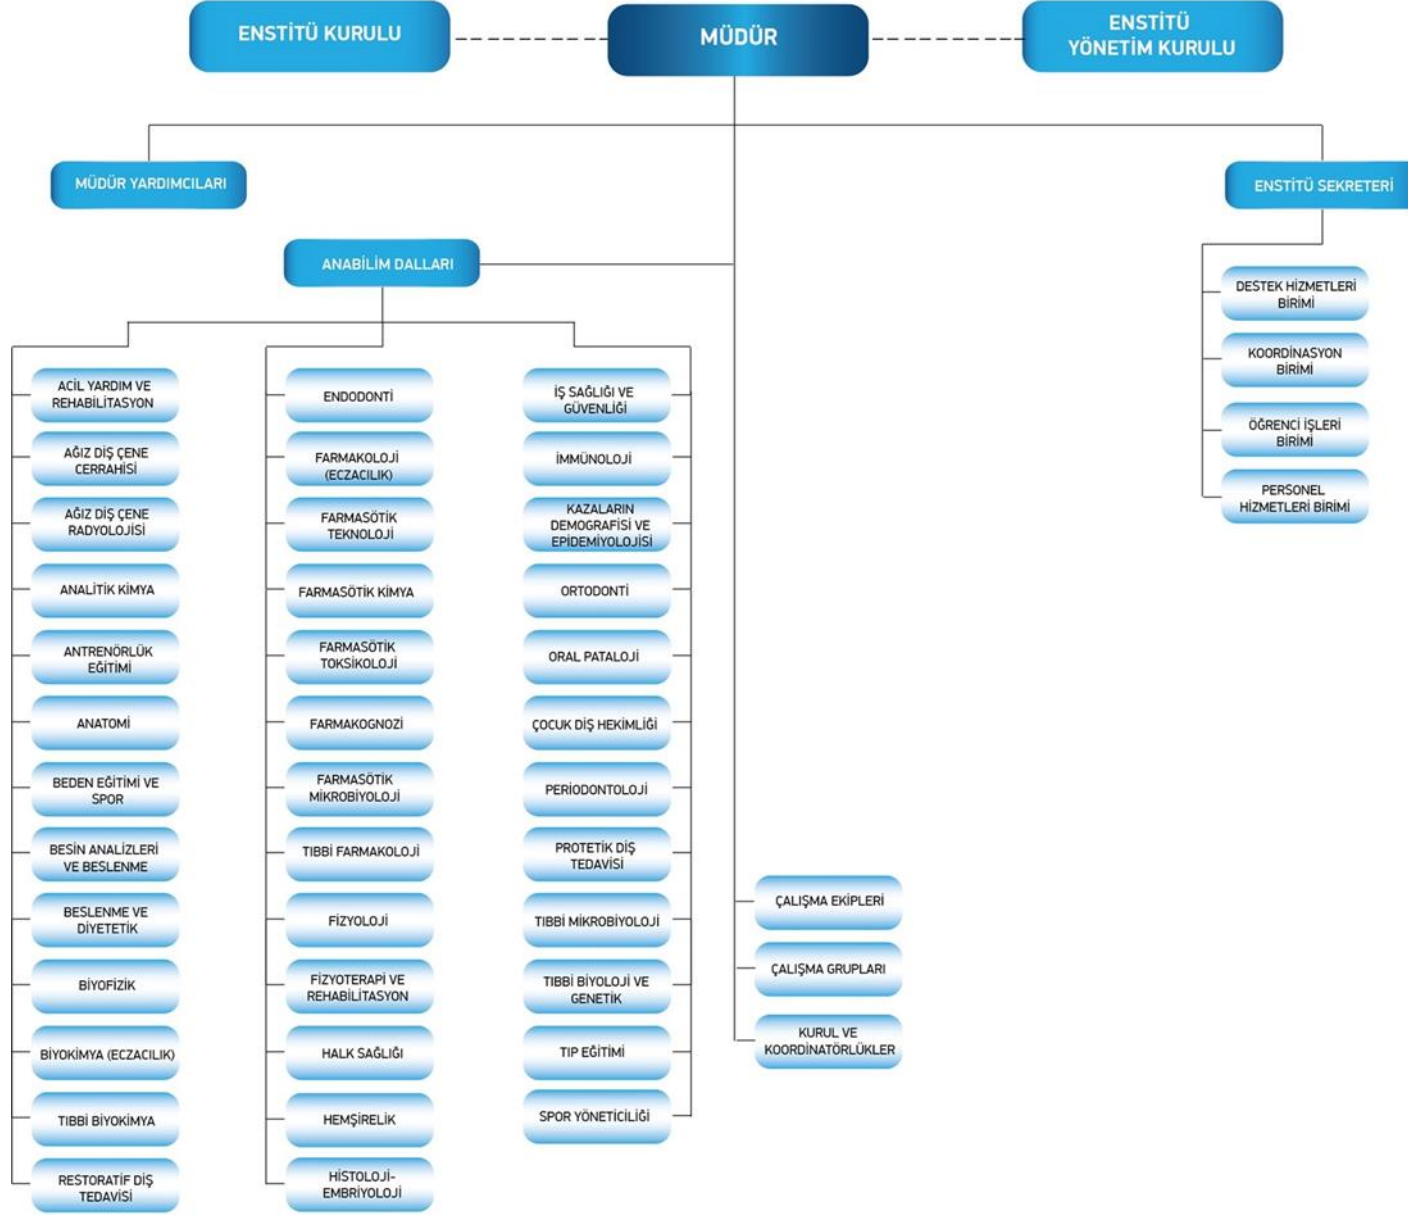 ENSTİTÜ KURULU
MÜDÜR
ENSTİTÜ
YÖNETİM KURULU
MÜDÜR YARDIMCILARI
ENSTİTÜ SEKRETERİ
ANABİLİM DALLARI
DESTEK HİZMETLERİ
BİRİMİ
KOORDİNASYON
BİRİMİ
ÖĞRENCİ İŞLERİ
BİRİMİ
PERSONEL
HİZMETLERİ BİRİMİ
ACİL YARDIM VE
REHABİLİTASYON
AĞIZ DİŞ ÇENE
CERRAHİSİ
AĞIZ DİŞ ÇENE
RADYOLOJİSİ
ANALİTİK KİMYA
ANTRENÖRLÜK
EĞİTİMİ
ANATOMİ
BEDEN EĞİTİMİ VE
SPOR
BESİN ANALİZLERİ
VE BESLENME
BESLENME VE
DİYETETİK
BİYOFİZİK
BİYOKİMYA (ECZACILIK)
TIBBİ BİYOKİMYA
RESTORATİF DİŞ
TEDAVİSİ
ENDODONTİ
FARMAKOLOJİ
(ECZACILIK)
FARMASÖTİK
TEKNOLOJİ
FARMASÖTİK KİMYA
FARMASÖTİK
TOKSİKOLOJİ
FARMAKOGNOZİ
FARMASÖTİK
MİKROBİYOLOJİ
TIBBİ FARMAKOLOJİ
FİZYOLOJİ
FİZYOTERAPİ VE
REHABİLİTASYON
HALK SAĞLIĞI
HEMŞİRELİK
HİSTOLOJİ-
EMBRİYOLOJİ
İŞ SAĞLIĞI VE
GÜVENLİĞİ
İMMÜNOLOJİ
KAZALARIN
DEMOGRAFİSİ VE
EPİDEMİYOLOJİSİ
ORTODONTİ
ORAL PATALOJİ
ÇOCUK DİŞ HEKİMLİĞİ
PERİODONTOLOJİ
PROTETİK DİŞ
TEDAVİSİ
TIBBİ MİKROBİYOLOJİ
TIBBİ BİYOLOJİ VE
GENETİK
TIP EĞİTİMİ
SPOR YÖNETİCİLİĞİ
ÇALIŞMA EKİPLERİ
ÇALIŞMA GRUPLARI
KURUL VE
KOORDİNATÖRLÜKLER